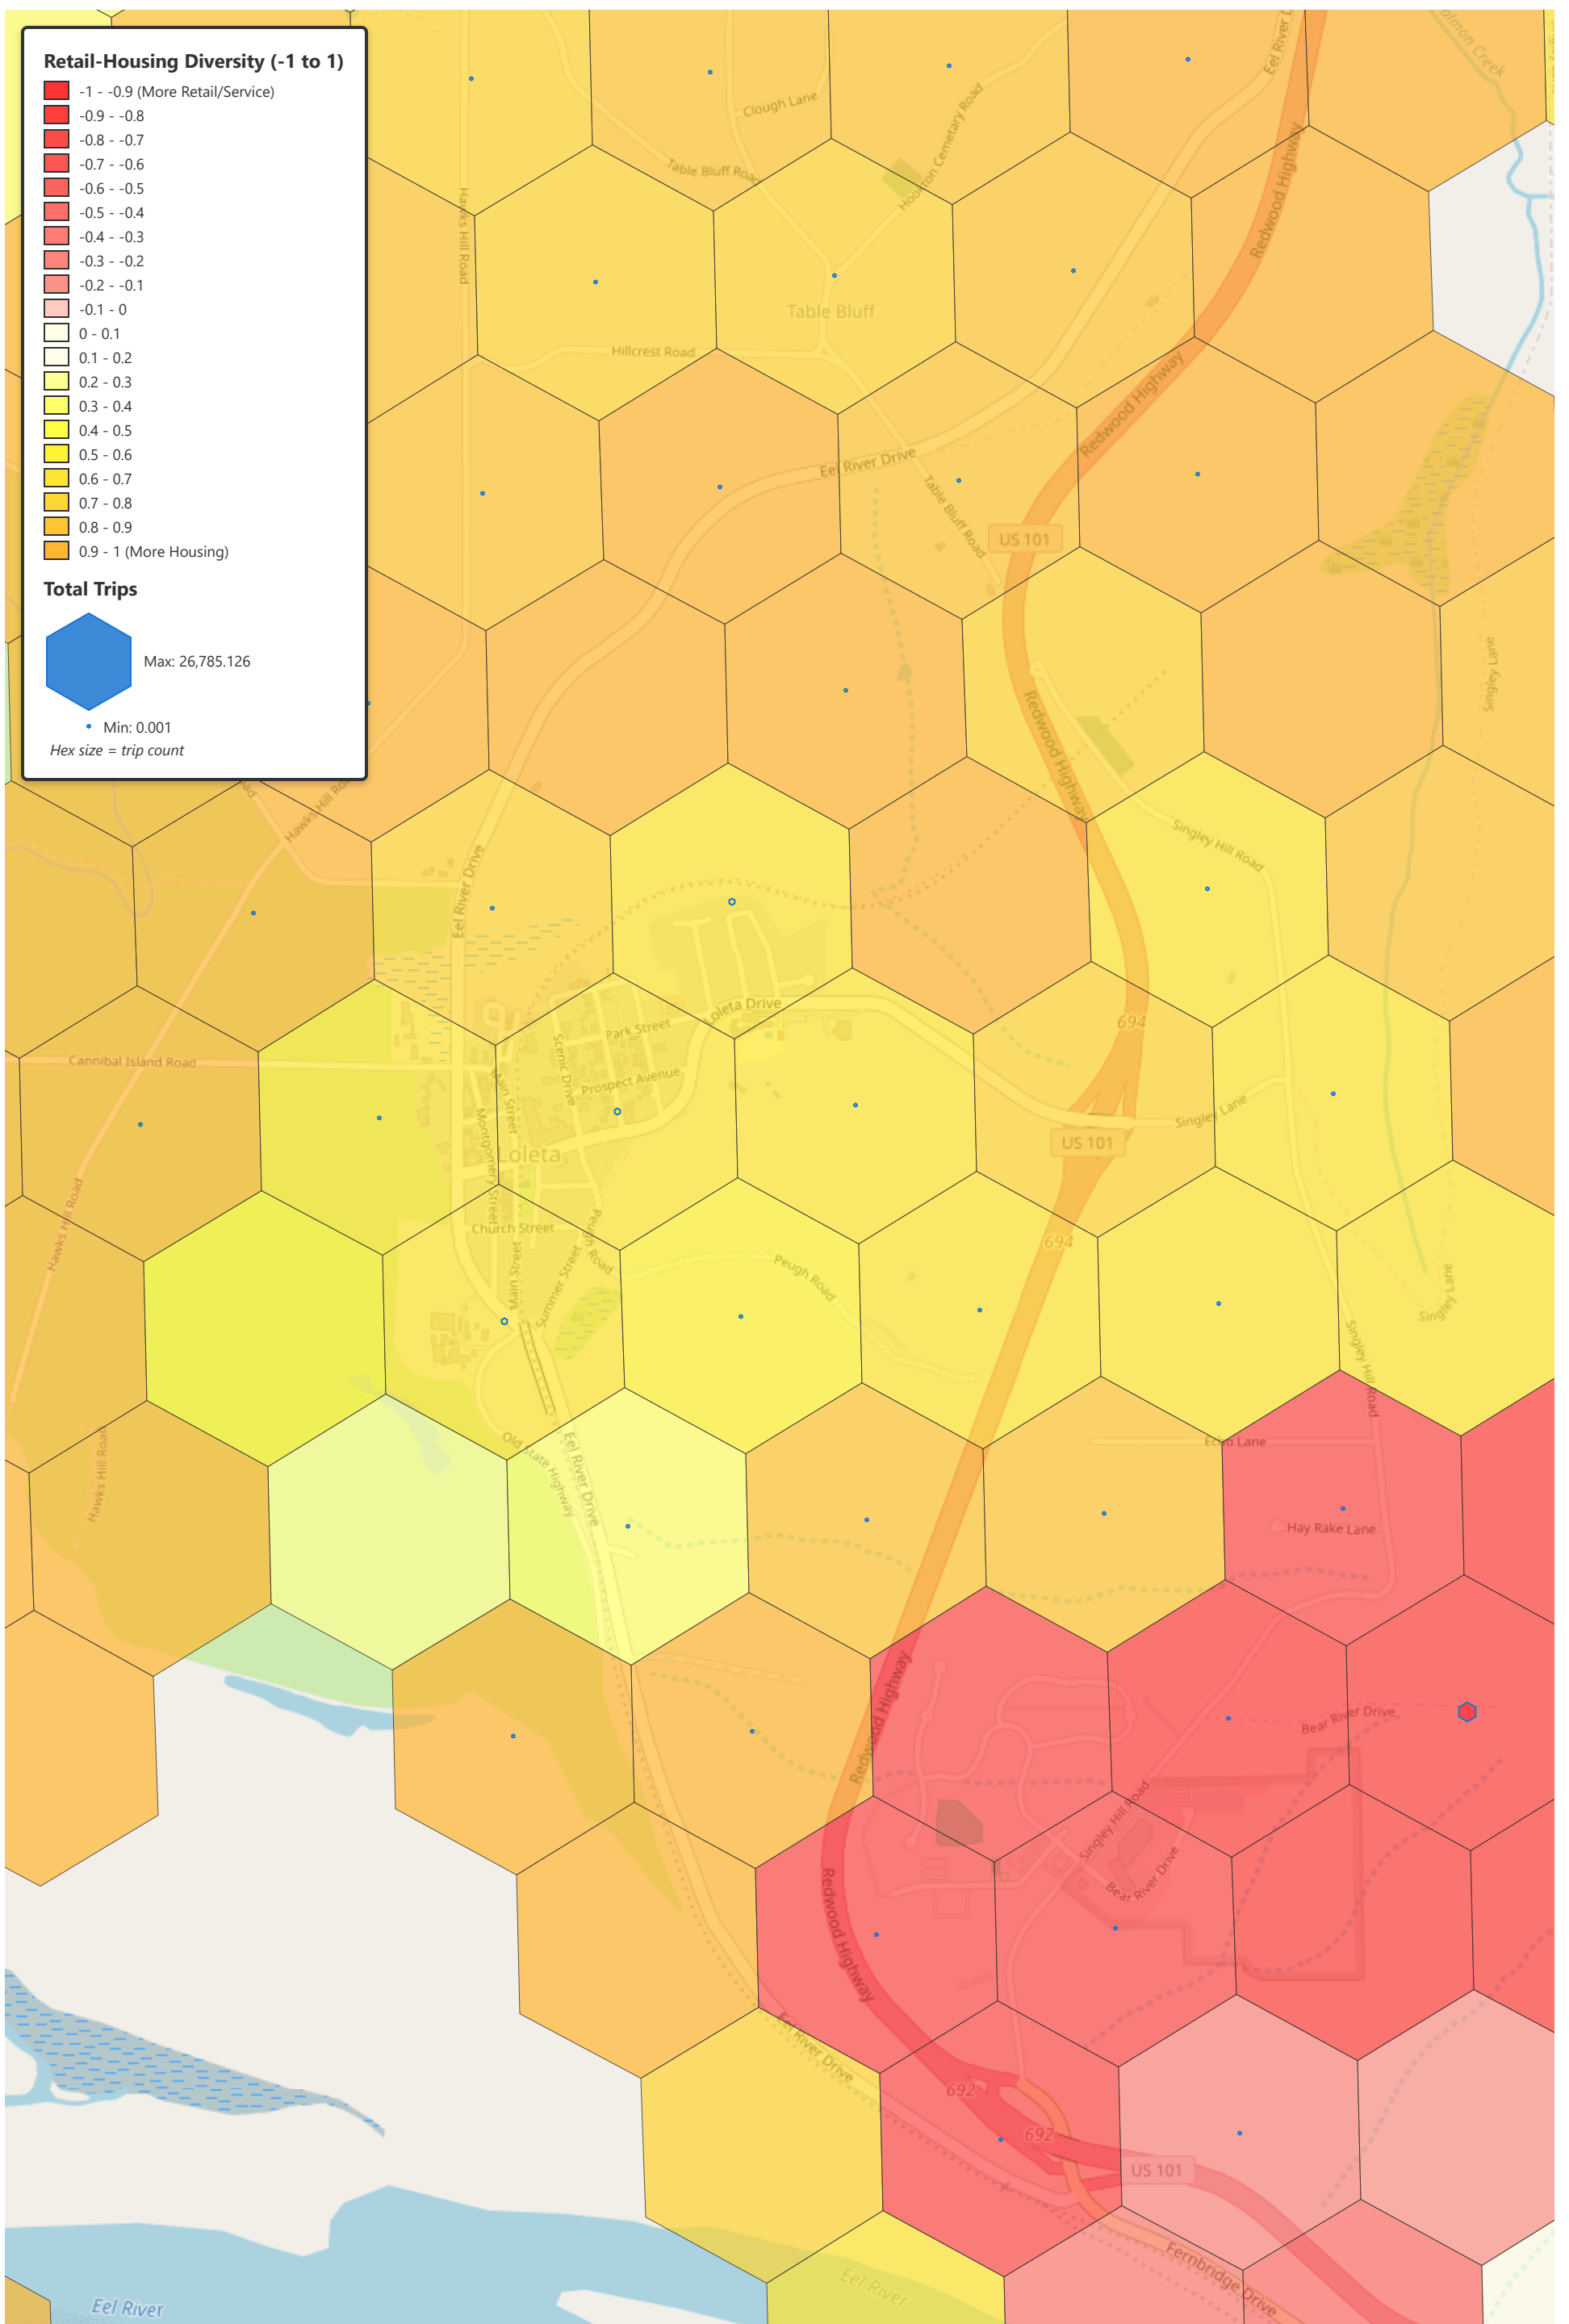 Retail-Housing Diversity (-1 to 1)
-1 - -0.9 (More Retail/Service)
-0.9 - -0.8
-0.8 - -0.7
-0.7 - -0.6
-0.6 - -0.5
-0.5 - -0.4
-0.4 - -0.3
-0.3 - -0.2
-0.2 - -0.1
-0.1 - 0
0 - 0.1
0.1 - 0.2
0.2 - 0.3
0.3 - 0.4
0.4 - 0.5
0.5 - 0.6
0.6 - 0.7
0.7 - 0.8
0.8 - 0.9
0.9 - 1 (More Housing)
Total Trips
Max: 26,785.126
Min: 0.001
Hex size = trip count
Eel River D
almon Creek
Clough Lane
Table Bluff Road
Hookton Cemetary Road
Redwood Highway
Hawks Hill Road
Table Bluff
Hillcrest Road
Redwood Highway
Eel River Drive
Table Bluff Road
US 101
Singley Lane
Redwood Highway
Hawks Hill Roa
ad
Singley Hill Road
Eel River Drive
Loleta Drive
Park Street
694
Scenic Drive
Cannibal Island Road
Prospect Avenue
Main Street
Singley Lane
Montgomery Street
US 101
Loleta
Hawks Hill Road
Church Street
Peugh Road
694
Peugh Road
Main Street
Summer Street
Singley Lane
Singley
Singley Hill Road
Hawks Hill Road
Old State Highway
Eel River Drive
Echo Lane
Hay Rake Lane
Redwood Highway
Bear River Drive
Singley Hill Road
Bear River Drive
Redwood Highway
Eel River Drive
692
692
US 101
Fernbridge Drive
Eel River
Eel River